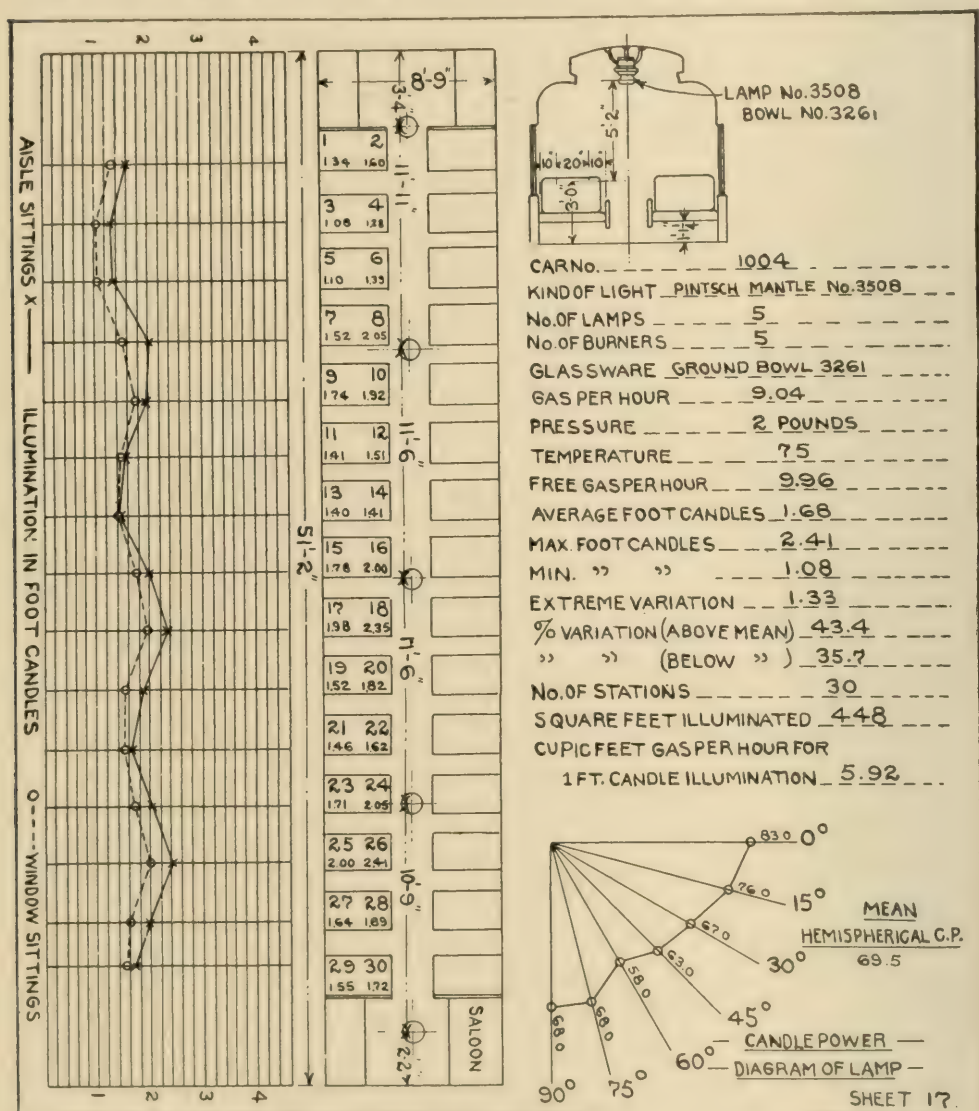 1 2 3 4
AISLE SITTINGS X ——— ILLUMINATION IN FOOT CANDLES O---- WINDOW SITTINGS
1 2 3 4
51'-2"
8'-9"
3'-4"
1 2
1.34 1.60
11'-11"
3 4
1.08 1.38
5 6
1.10 1.39
7 8
1.52 2.05
9 10
1.74 1.92
11'-6"
11 12
1.41 1.51
13 14
1.40 1.41
15 16
1.78 2.00
17 18
1.98 2.35
11'-6"
19 20
1.52 1.82
21 22
1.46 1.62
23 24
1.71 2.05
25 26
2.00 2.41
10'-9"
27 28
1.64 1.89
29 30
1.55 1.72
2'-2"
SALOON
LAMP No.3508
BOWL NO.3261
5'-2"
10" 20" 10"
3'-0"
CAR No. 1004
KIND OF LIGHT PINTSCH MANTLE No.3508
No. OF LAMPS 5
No. OF BURNERS 5
GLASSWARE GROUND BOWL 3261
GAS PER HOUR 9.04
PRESSURE 2 POUNDS
TEMPERATURE 75
FREE GAS PER HOUR 9.96
AVERAGE FOOT CANDLES 1.68
MAX. FOOT CANDLES 2.41
MIN. " " 1.08
EXTREME VARIATION 1.33
% VARIATION (ABOVE MEAN) 43.4
" " (BELOW ") 35.7
No. OF STATIONS 30
SQUARE FEET ILLUMINATED 448
CUPIC FEET GAS PER HOUR FOR
1 FT. CANDLE ILLUMINATION 5.92
83.0 0°
76.0 15°
67.0 30°
63.0 45°
58.0 60°
68.0 75°
68.0 90°
MEAN
HEMISPHERICAL C.P.
69.5
CANDLE POWER
DIAGRAM OF LAMP
SHEET 17.